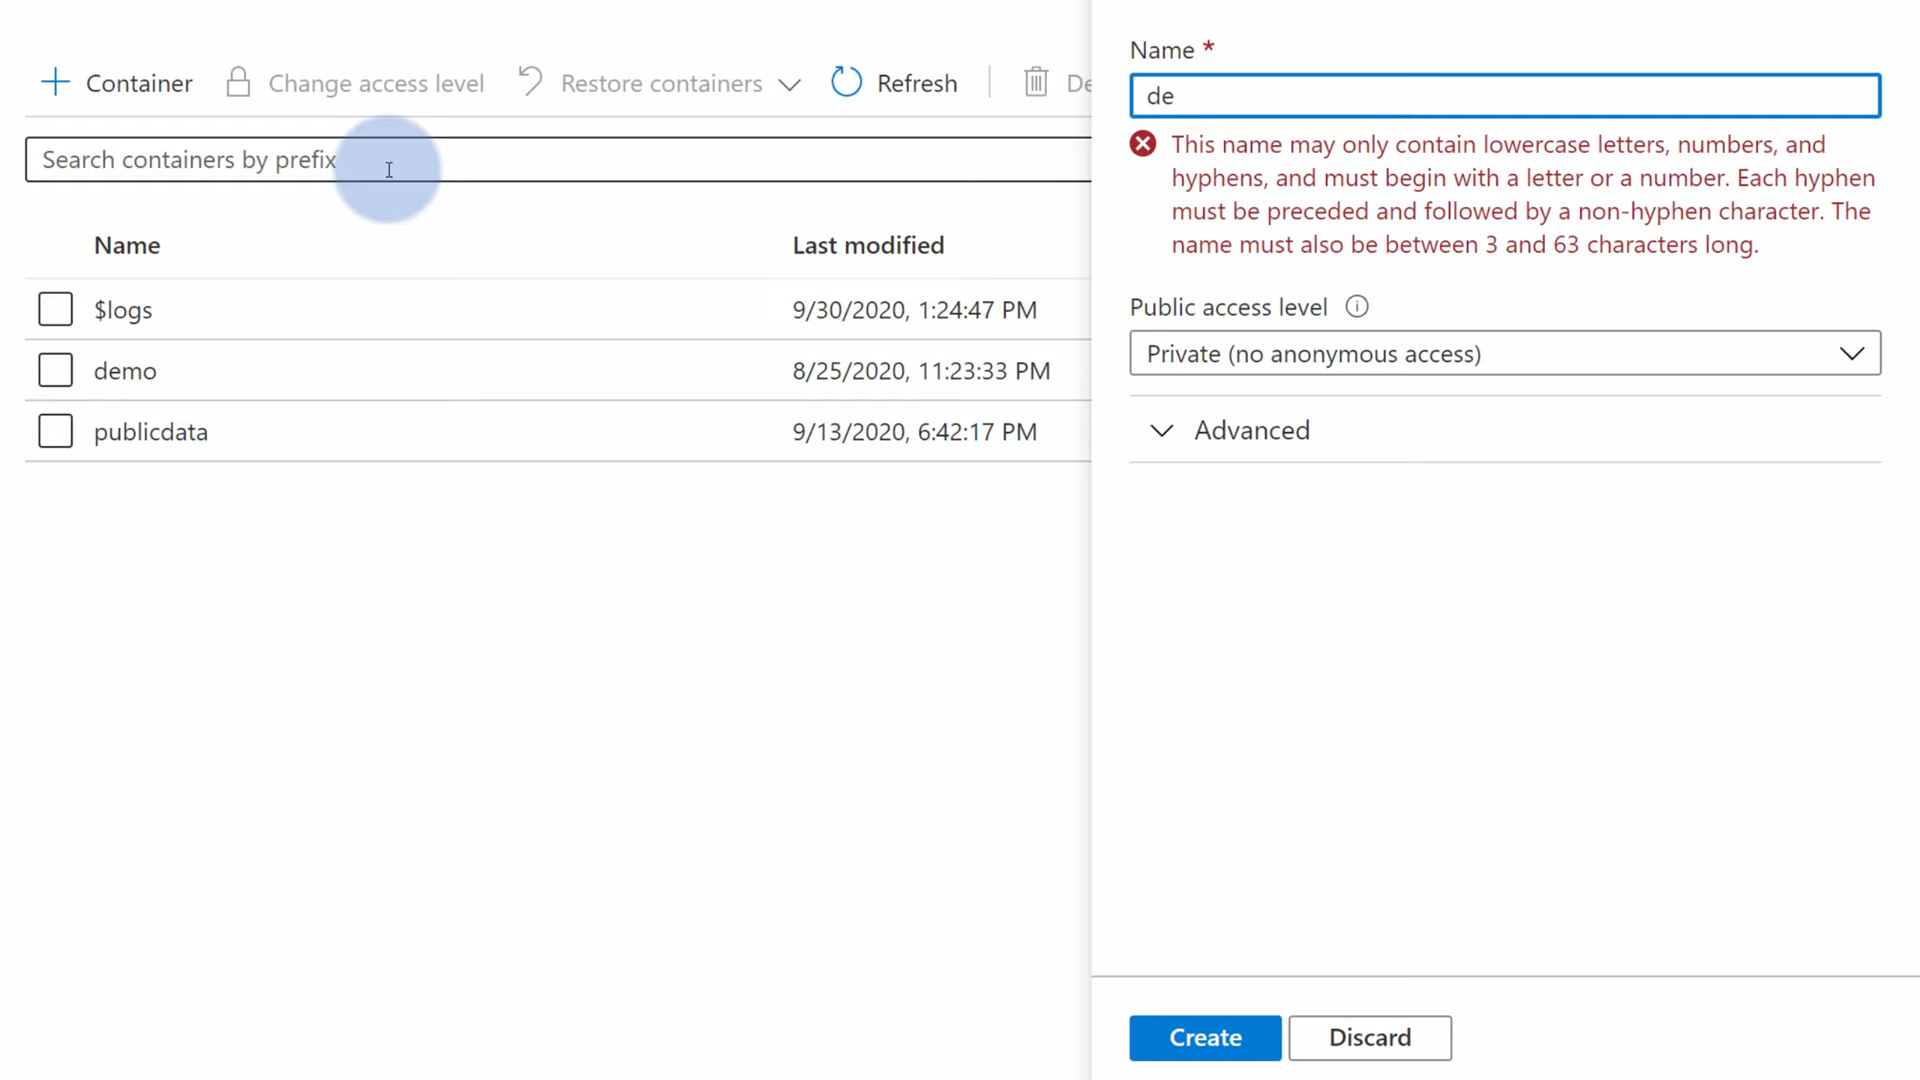 Container Change access level Restore containers Refresh De
Search containers by prefix
Name Last modified
$logs 9/30/2020, 1:24:47 PM
demo 8/25/2020, 11:23:33 PM
publicdata 9/13/2020, 6:42:17 PM
Name *
de
This name may only contain lowercase letters, numbers, and
hyphens, and must begin with a letter or a number. Each hyphen
must be preceded and followed by a non-hyphen character. The
name must also be between 3 and 63 characters long.
Public access level
Private (no anonymous access)
Advanced
Create Discard